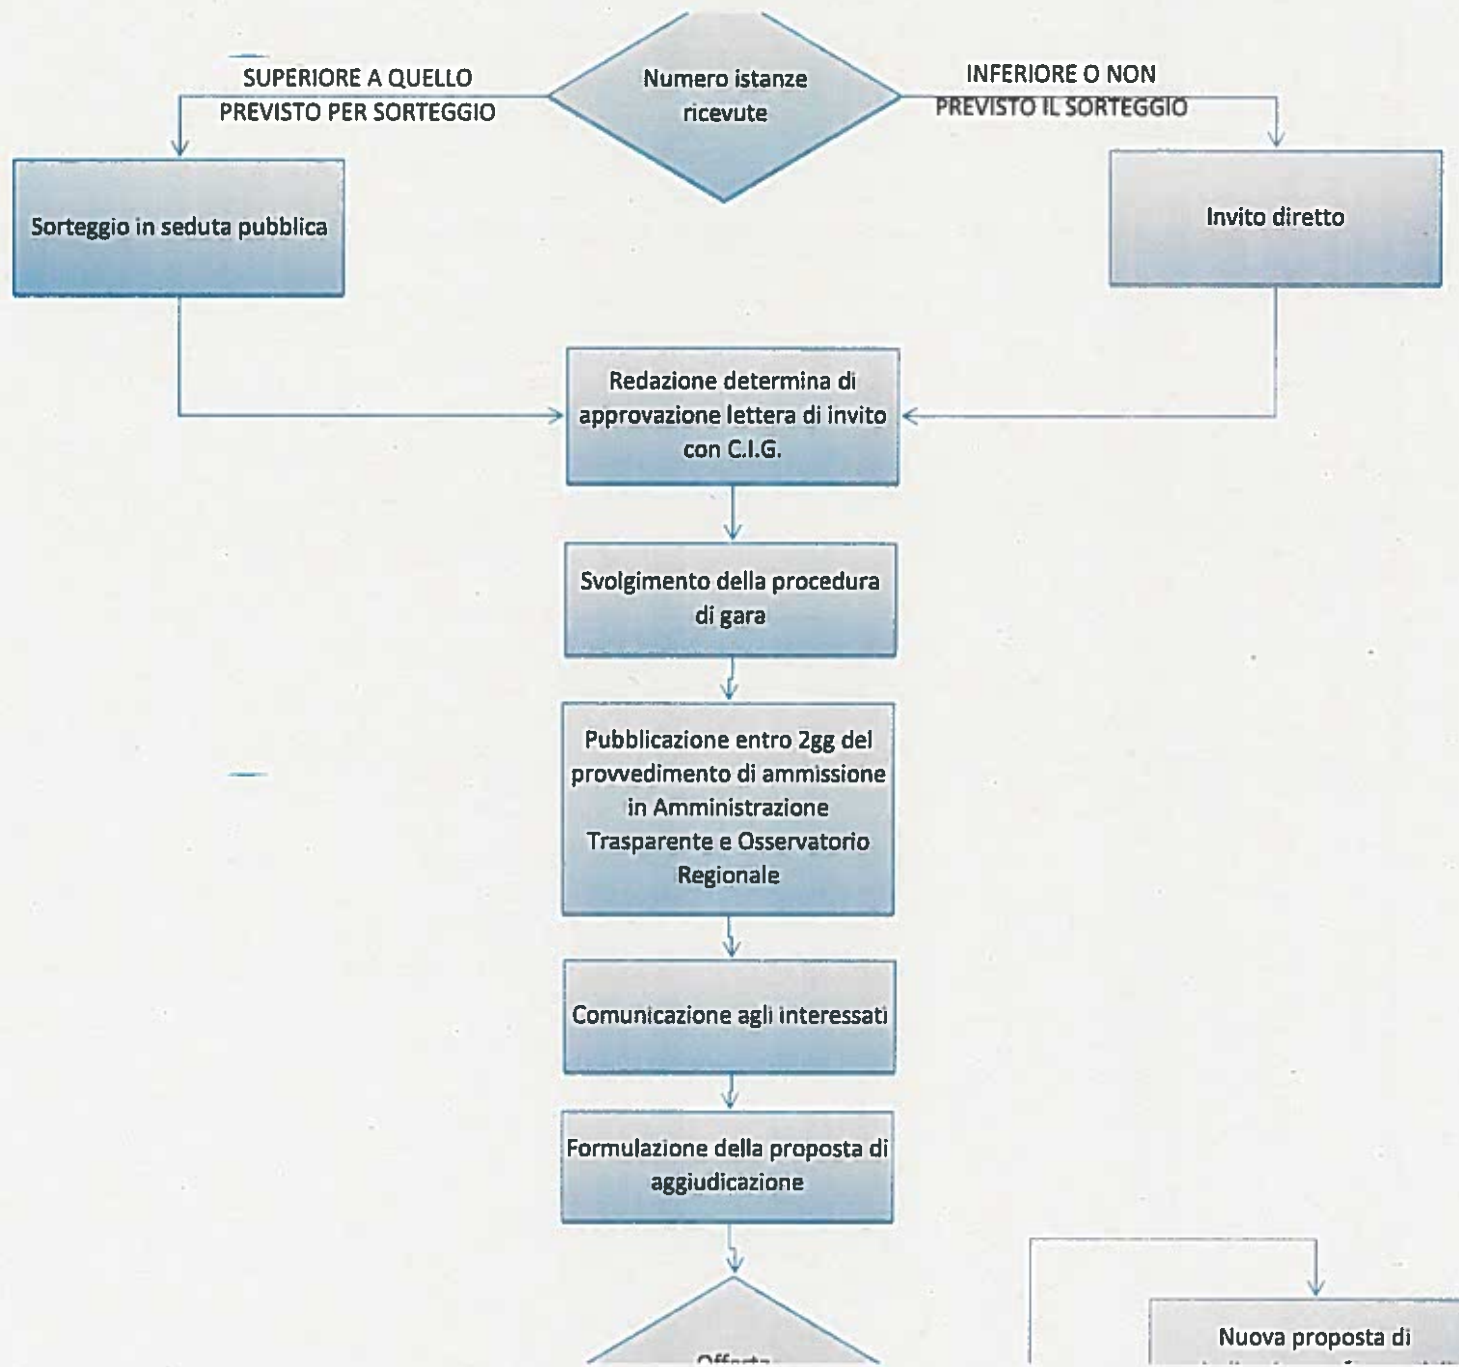 Numero istanze
ricevute
SUPERIORE A QUELLO
PREVISTO PER SORTEGGIO
INFERIORE O NON
PREVISTO IL SORTEGGIO
Sorteggio in seduta pubblica
Invito diretto
Redazione determina di
approvazione lettera di invito
con C.I.G.
Svolgimento della procedura
di gara
Pubblicazione entro 2gg del
provvedimento di ammissione
in Amministrazione
Trasparente e Osservatorio
Regionale
Comunicazione agli interessati
Formulazione della proposta di
aggiudicazione
Nuova proposta di